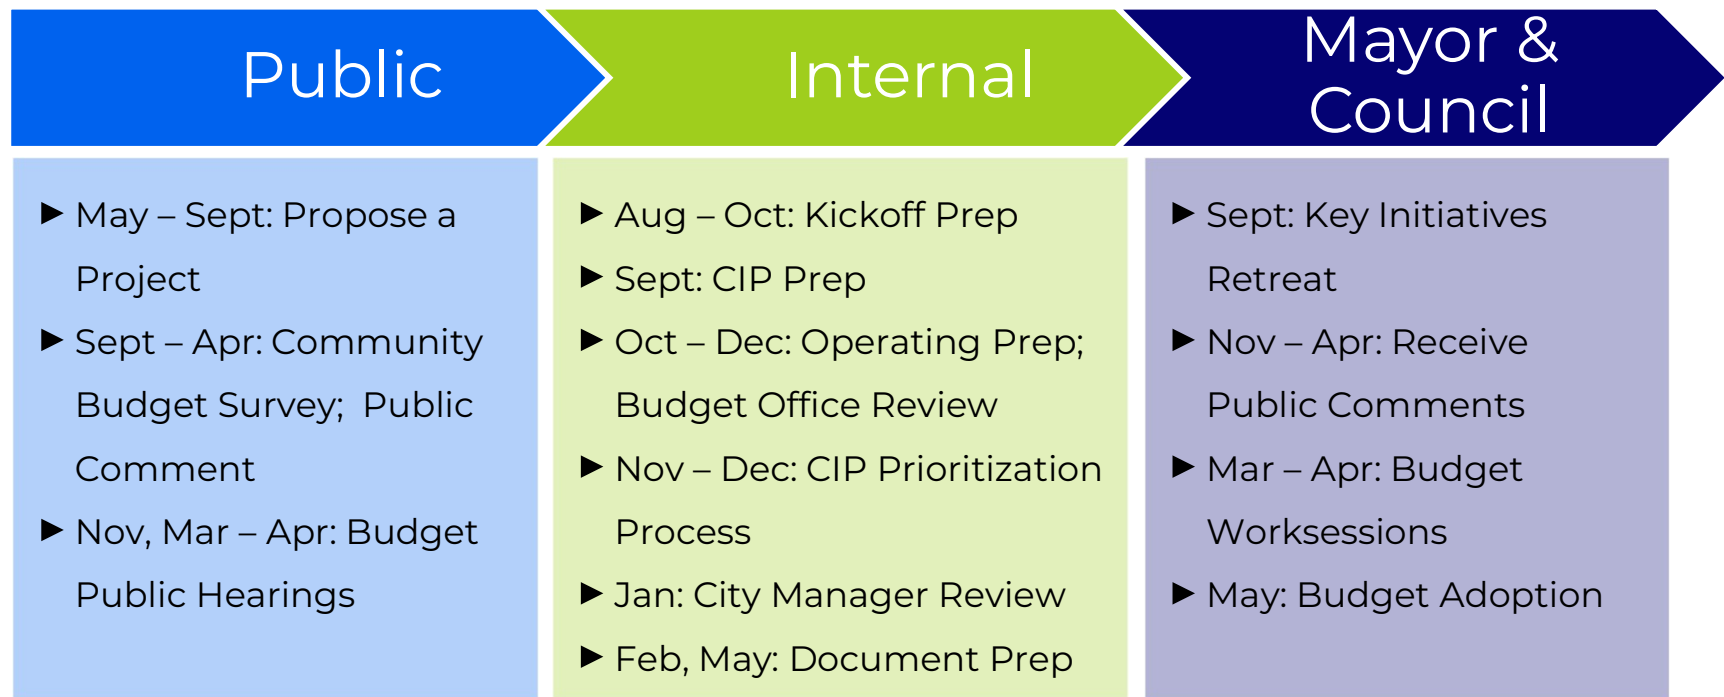 Public
Internal
Mayor &
Council
► May – Sept: Propose a
Project
► Sept – Apr: Community
Budget Survey;  Public
Comment
► Nov, Mar – Apr: Budget
Public Hearings
► Aug – Oct: Kickoff Prep
► Sept: CIP Prep
► Oct – Dec: Operating Prep;
Budget Office Review
► Nov – Dec: CIP Prioritization
Process
► Jan: City Manager Review
► Feb, May: Document Prep
► Sept: Key Initiatives
Retreat
► Nov – Apr: Receive
Public Comments
► Mar – Apr: Budget
Worksessions
► May: Budget Adoption